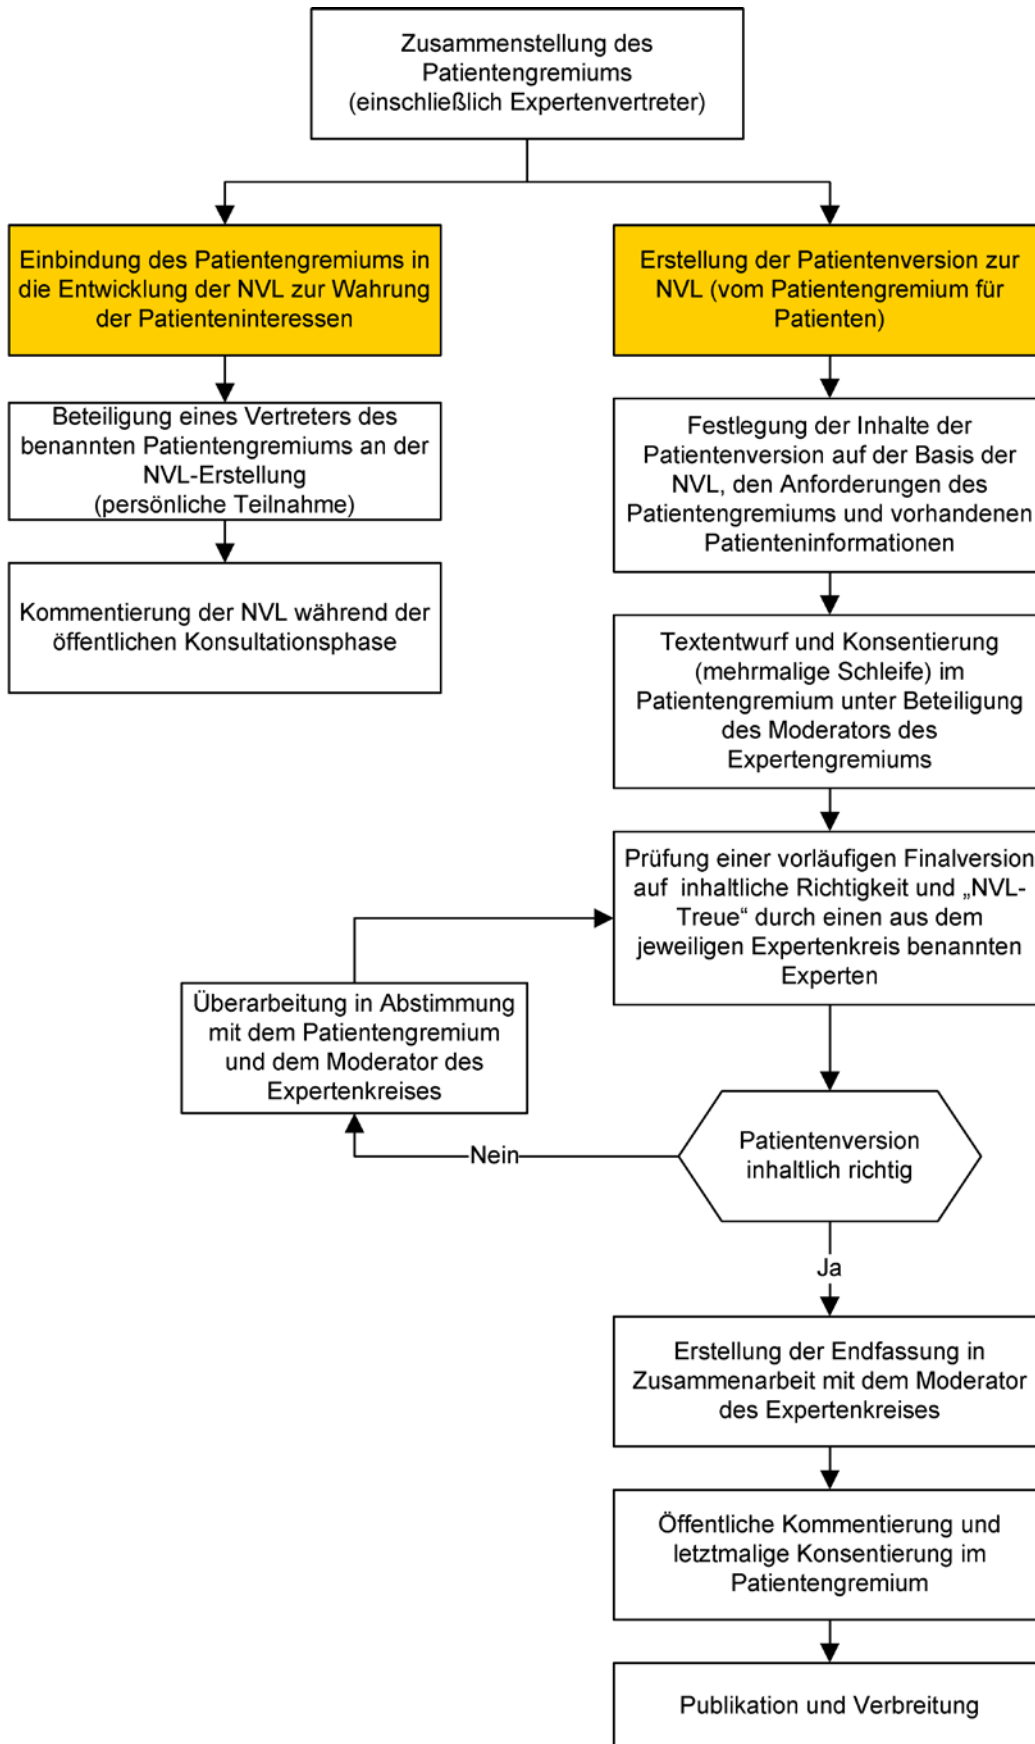 Zusammenstellung des
Patientengremiums
(einschließlich Expertenvertreter)
Einbindung des Patientengremiums in
die Entwicklung der NVL zur Wahrung
der Patienteninteressen
Beteiligung eines Vertreters des
benannten Patientengremiums an der
NVL-Erstellung
(persönliche Teilnahme)
Kommentierung der NVL während der
öffentlichen Konsultationsphase
Erstellung der Patientenversion zur
NVL (vom Patientengremium für
Patienten)
Festlegung der Inhalte der
Patientenversion auf der Basis der
NVL, den Anforderungen des
Patientengremiums und vorhandenen
Patienteninformationen
Textentwurf und Konsentierung
(mehrmalige Schleife) im
Patientengremium unter Beteiligung
des Moderators des
Expertengremiums
Prüfung einer vorläufigen Finalversion
auf inhaltliche Richtigkeit und „NVL-
Treue“ durch einen aus dem
jeweiligen Expertenkreis benannten
Experten
Überarbeitung in Abstimmung
mit dem Patientengremium
und dem Moderator des
Expertenkreises
Patientenversion
inhaltlich richtig
Nein
Ja
Erstellung der Endfassung in
Zusammenarbeit mit dem Moderator
des Expertenkreises
Öffentliche Kommentierung und
letztmalige Konsentierung im
Patientengremium
Publikation und Verbreitung